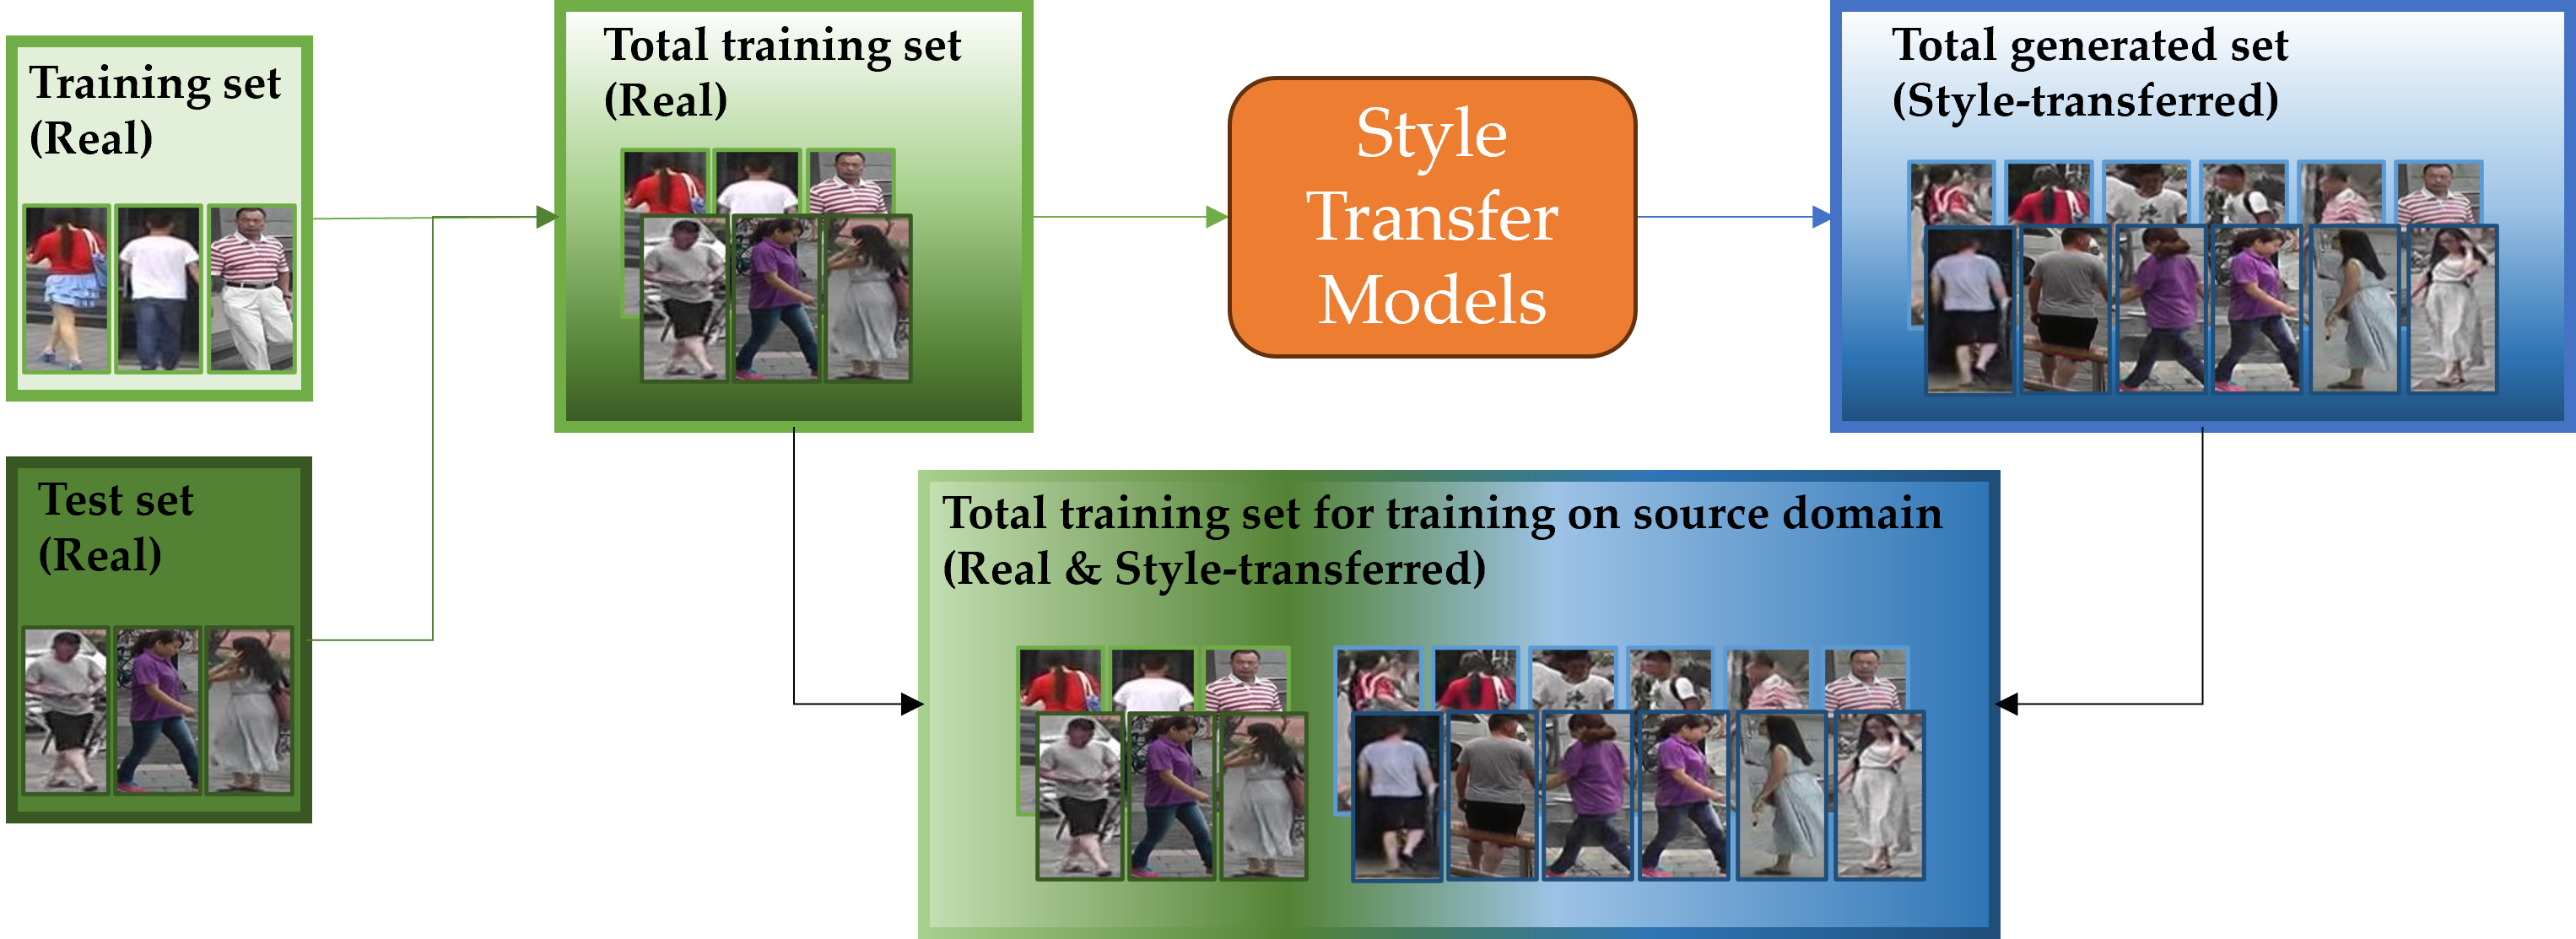 Training set
(Real)
Total training set
(Real)
Style
Transfer
Models
Total generated set
(Style-transferred)
Test set
(Real)
Total training set for training on source domain
(Real & Style-transferred)